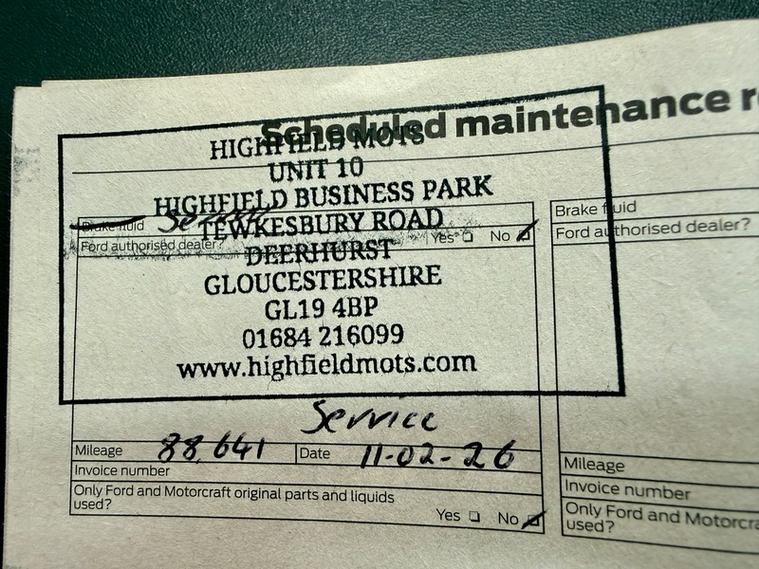 Scheduled maintenance r
HIGHFIELD MOTS
UNIT 10
HIGHFIELD BUSINESS PARK
TEWKESBURY ROAD
DEERHURST
GLOUCESTERSHIRE
GL19 4BP
01684 216099
www.highfieldmots.com
Brake fluid
Ford authorised dealer? Yes No
Service
Mileage 88,641 Date 11-02-26
Invoice number
Only Ford and Motorcraft original parts and liquids
used? Yes No
Brake fluid
Ford authorised dealer?
Mileage
Invoice number
Only Ford and Motorcra
used?